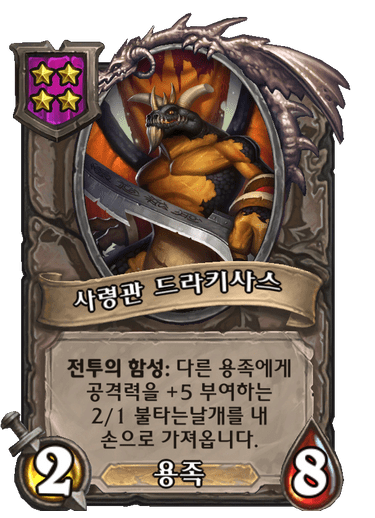 사령관 드라키사스
전투의 함성: 다른 용족에게
공격력을 +5 부여하는
2/1 불타는날개를 내
손으로 가져옵니다.
2
용족
8